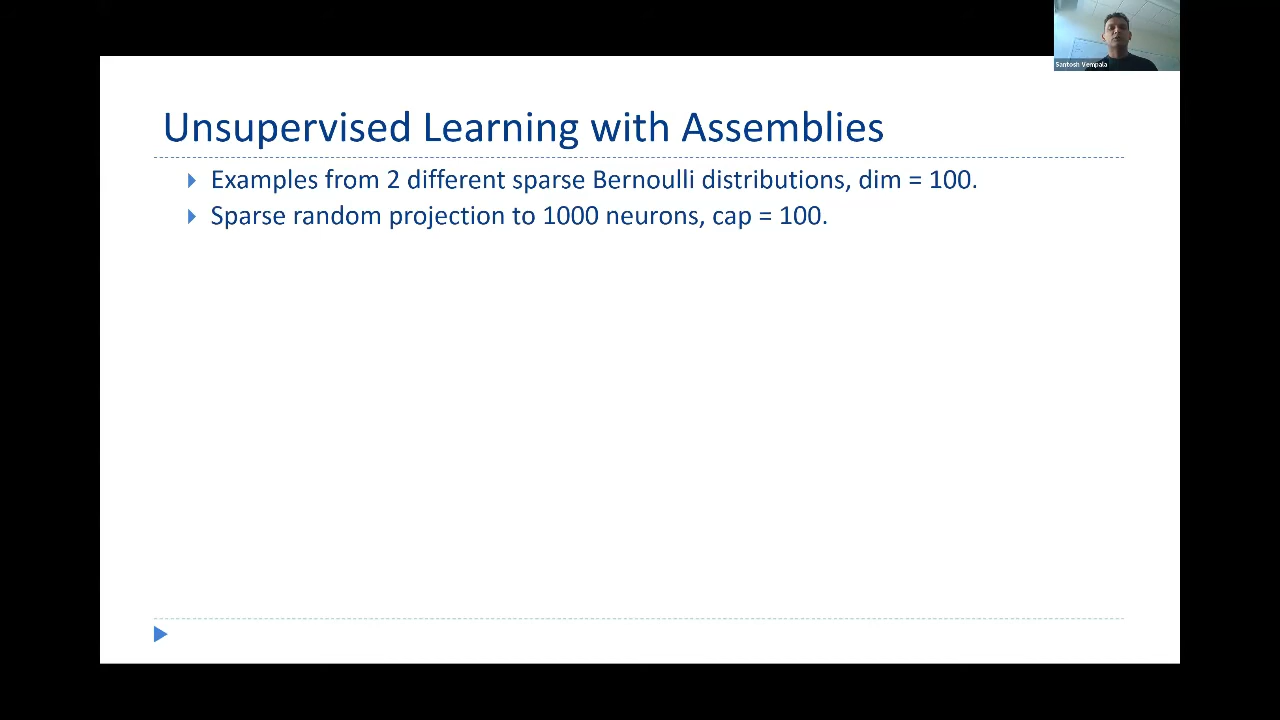 Santosh Vempala
Unsupervised Learning with Assemblies
Examples from 2 different sparse Bernoulli distributions, dim = 100.
Sparse random projection to 1000 neurons, cap = 100.